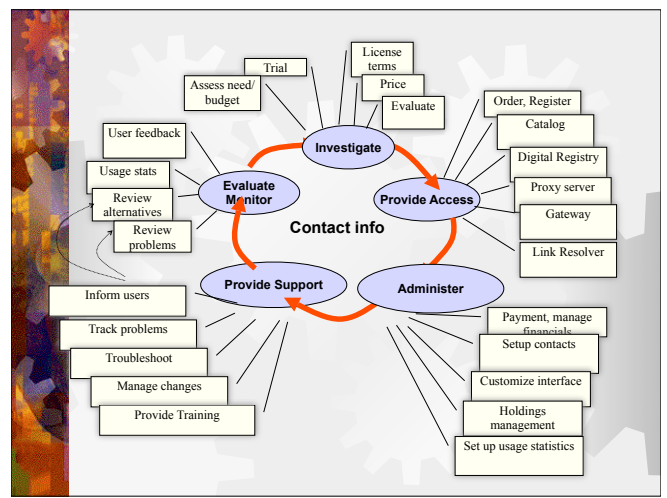 Trial
License
terms
Price
Evaluate
Assess need/
budget
Investigate
Order, Register
Catalog
Digital Registry
Proxy server
Gateway
Link Resolver
Provide Access
User feedback
Usage stats
Review
alternatives
Review
problems
Evaluate
Monitor
Contact info
Provide Support
Administer
Inform users
Track problems
Troubleshoot
Manage changes
Provide Training
Payment, manage
financials
Setup contacts
Customize interface
Holdings
management
Set up usage statistics